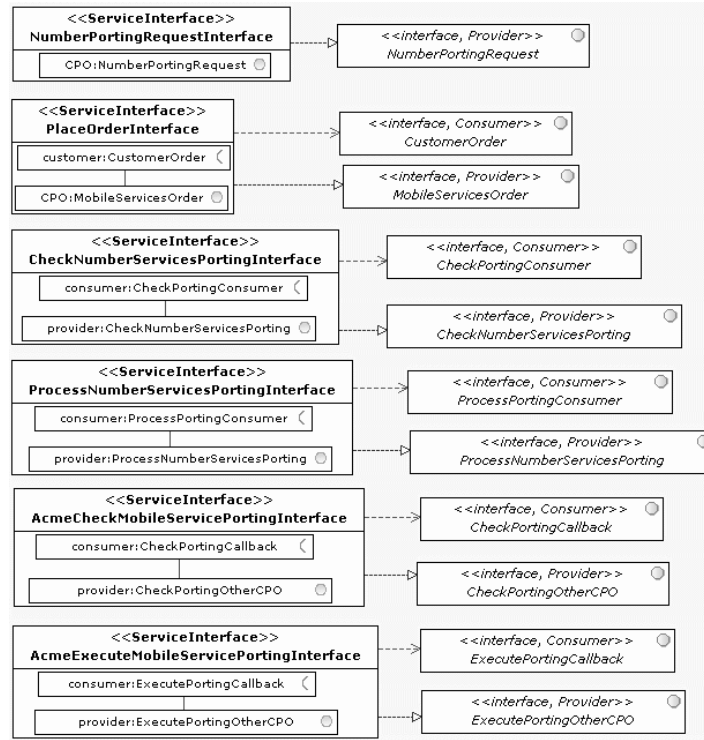 <<ServiceInterface>>
NumberPortingRequestInterface
CPO:NumberPortingRequest
<<interface, Provider>>
NumberPortingRequest
<<ServiceInterface>>
PlaceOrderInterface
customer:CustomerOrder
CPO:MobileServicesOrder
<<interface, Consumer>>
CustomerOrder
<<interface, Provider>>
MobileServicesOrder
<<ServiceInterface>>
CheckNumberServicesPortingInterface
consumer:CheckPortingConsumer
provider:CheckNumberServicesPorting
<<interface, Consumer>>
CheckPortingConsumer
<<interface, Provider>>
CheckNumberServicesPorting
<<ServiceInterface>>
ProcessNumberServicesPortingInterface
consumer:ProcessPortingConsumer
provider:ProcessNumberServicesPorting
<<interface, Consumer>>
ProcessPortingConsumer
<<interface, Provider>>
ProcessNumberServicesPorting
<<ServiceInterface>>
AcmeCheckMobileServicePortingInterface
consumer:CheckPortingCallback
provider:CheckPortingOtherCPO
<<interface, Consumer>>
CheckPortingCallback
<<interface, Provider>>
CheckPortingOtherCPO
<<ServiceInterface>>
AcmeExecuteMobileServicePortingInterface
consumer:ExecutePortingCallback
provider:ExecutePortingOtherCPO
<<interface, Consumer>>
ExecutePortingCallback
<<interface, Provider>>
ExecutePortingOtherCPO